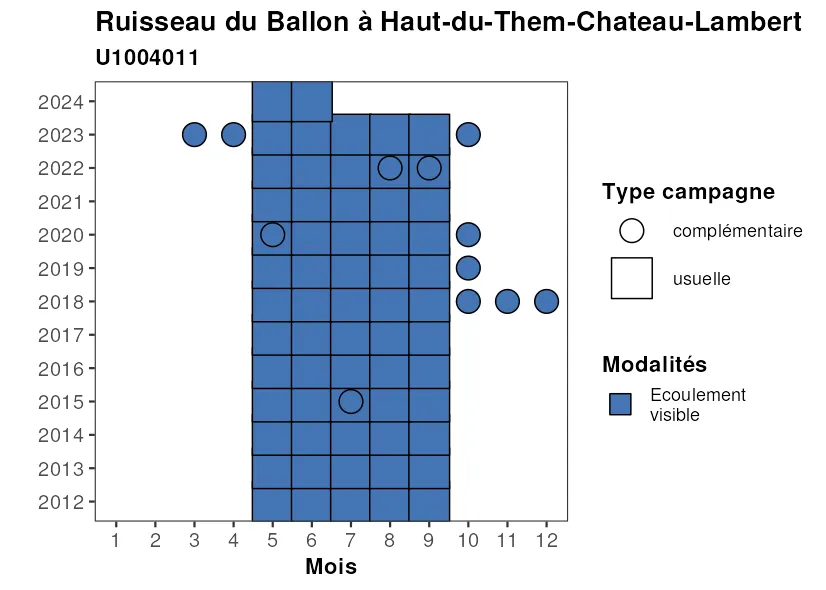 Ruisseau du Ballon à Haut-du-Them-Chateau-Lambert
U1004011
2024
2023
2022
2021
2020
2019
2018
2017
2016
2015
2014
2013
2012
1 2 3 4 5 6 7 8 9 10 11 12
Mois
Type campagne
complémentaire
usuelle
Modalités
Ecoulement
visible